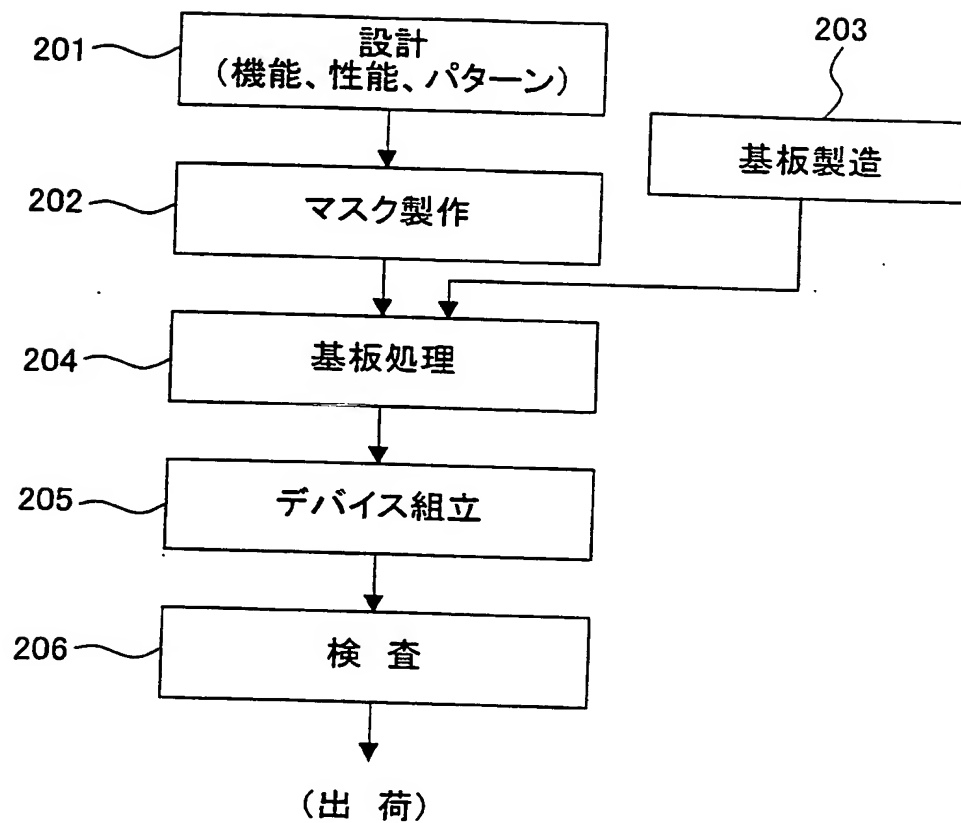 201
設計
(機能、性能、パターン)
203
基板製造
202
マスク製作
204
基板処理
205
デバイス組立
206
検 査
(出 荷)